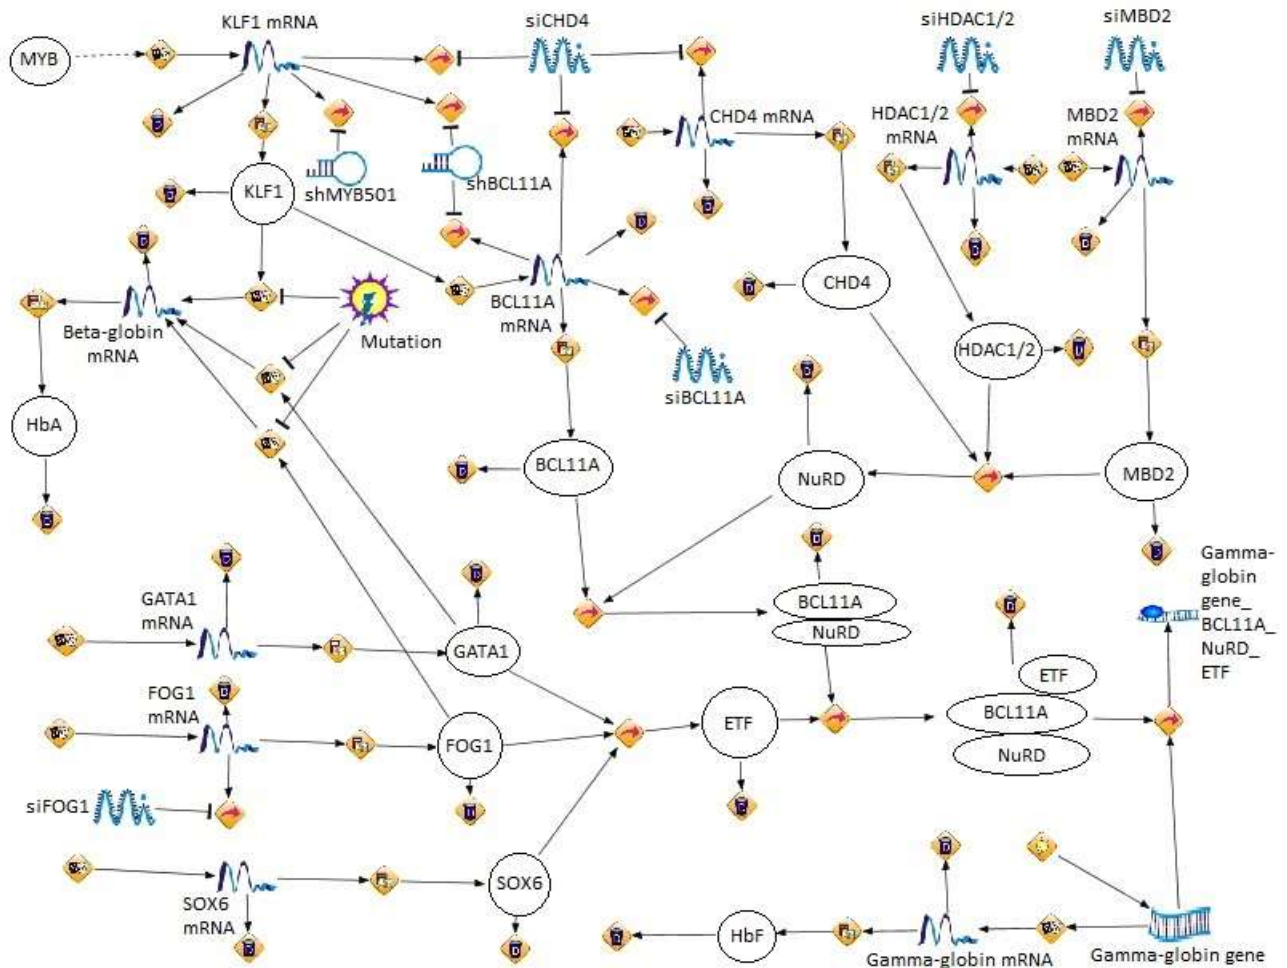 KLF1 mRNA
siCHD4
siHDAC1/2
siMBD2
MYB
CHD4 mRNA
HDAC1/2
mRNA
MBD2
mRNA
shBCL11A
shMYB501
KLF1
BCL11A
mRNA
CHD4
Beta-globin
mRNA
Mutation
HDAC1/2
siBCL11A
HbA
BCL11A
NuRD
MBD2
Gamma-
globin
gene_
BCL11A_
NuRD_
ETF
GATA1
mRNA
BCL11A
NuRD
GATA1
FOG1
mRNA
ETF
BCL11A
NuRD
FOG1
ETF
siFOG1
SOX6
SOX6
mRNA
HbF
Gamma-globin mRNA
Gamma-globin gene